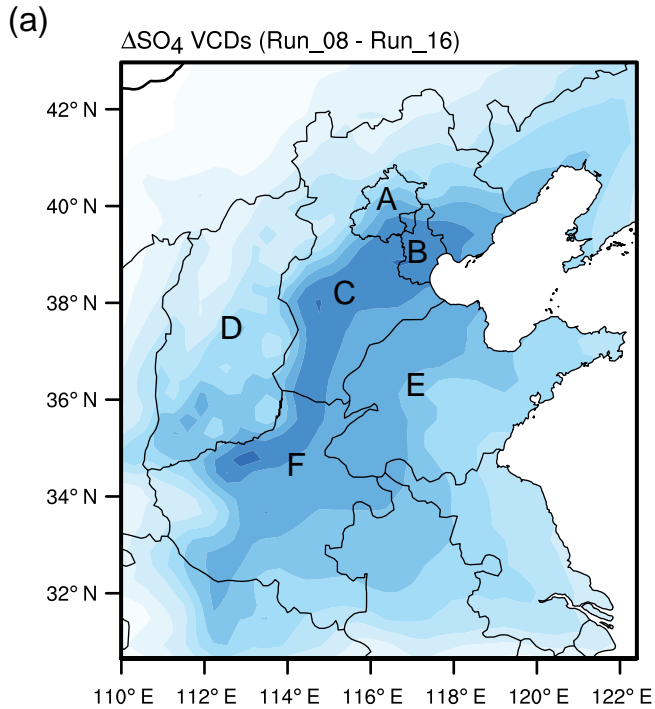 (a)
ΔSO₄ VCDs (Run_08 - Run_16)
42° N
40° N
38° N
36° N
34° N
32° N
A
B
C
D
E
F
110° E 112° E 114° E 116° E 118° E 120° E 122° E